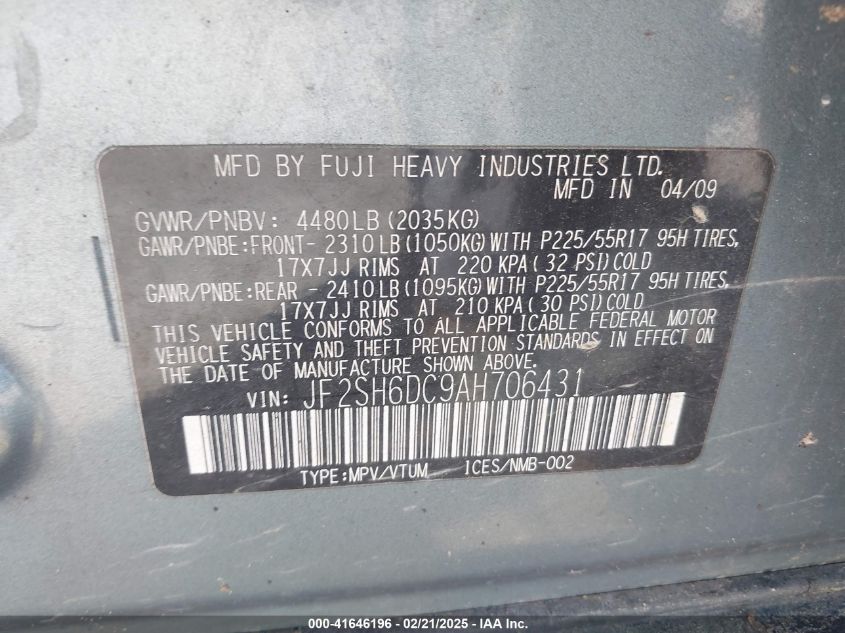 MFD BY FUJI HEAVY INDUSTRIES LTD.
MFD IN 04/09
GVWR/PNBV: 4480LB(2035KG)
GAWR/PNBE:FRONT- 2310LB(1050KG)WITH P225/55R17 95H TIRES,
17X7JJ RIMS AT 220 KPA( 32 PSI)COLD
GAWR/PNBE:REAR - 2410LB(1095KG)WITH P225/55R17 95H TIRES,
17X7JJ RIMS AT 210 KPA(30 PSI)COLD
THIS VEHICLE CONFORMS TO ALL APPLICABLE FEDERAL MOTOR
VEHICLE SAFETY AND THEFT PREVENTION STANDARDS IN EFFECT ON
THE DATE OF MANUFACTURE SHOWN ABOVE.
VIN: JF2SH6DC9AH706431
TYPE:MPV/VTUM ICES/NMB-002
000-41646196 - 02/21/2025 - IAAI.COM